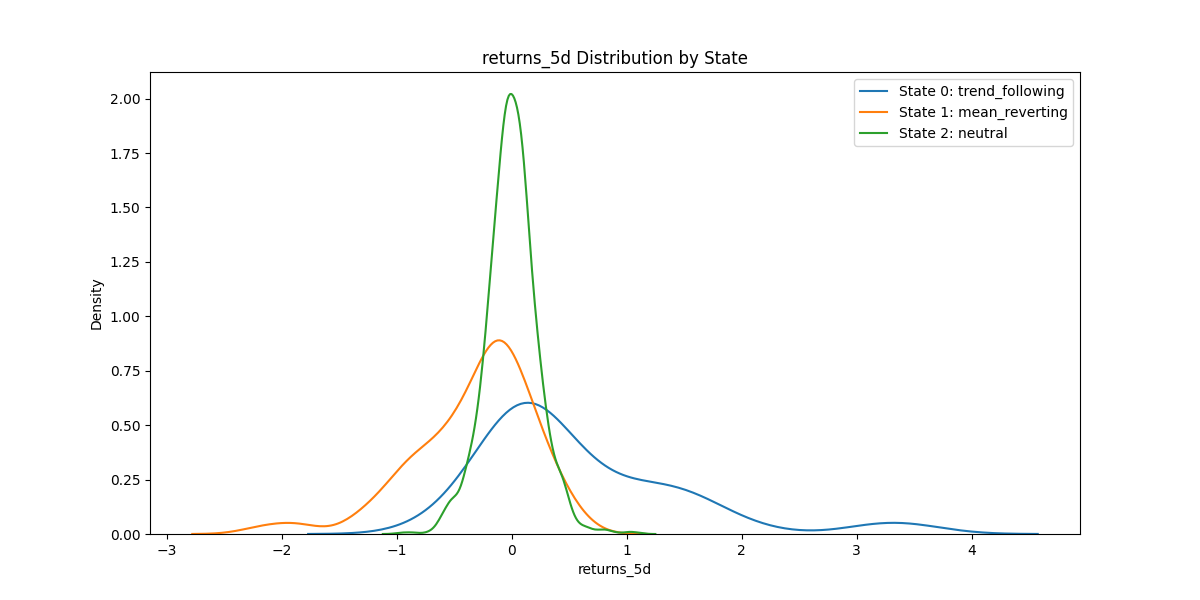 returns_5d Distribution by State
State 0: trend_following
State 1: mean_reverting
State 2: neutral
Density
2.00
1.75
1.50
1.25
1.00
0.75
0.50
0.25
0.00
−3 −2 −1 0 1 2 3 4
returns_5d